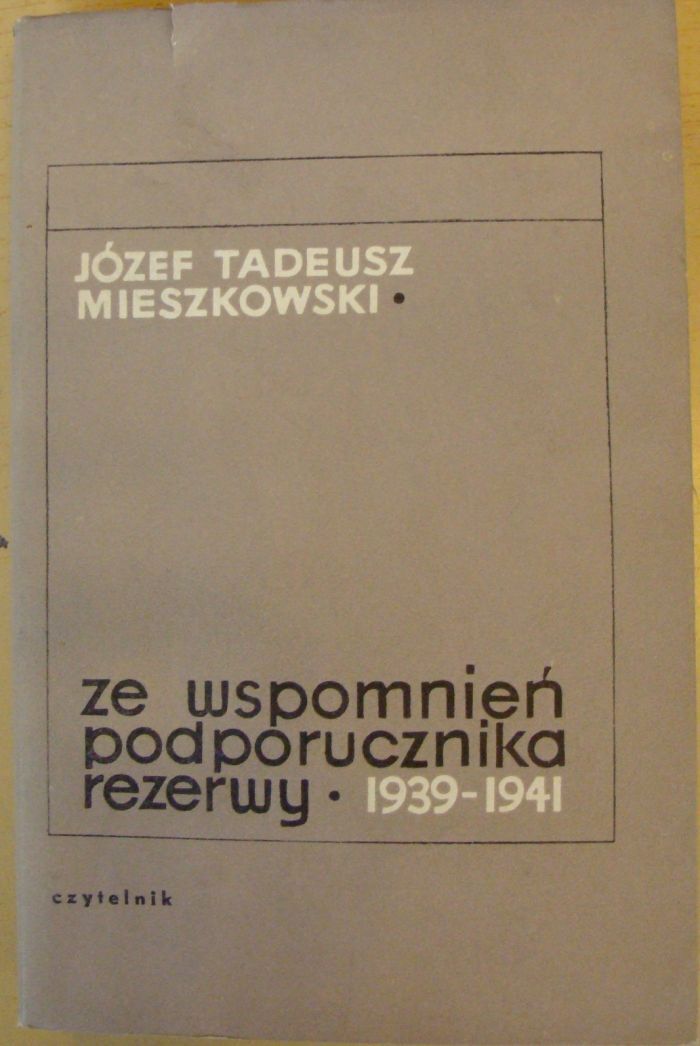 JÓZEF TADEUSZ
MIESZKOWSKI •
ze wspomnień
podporucznika
rezerwy • 1939-1941
czytelnik